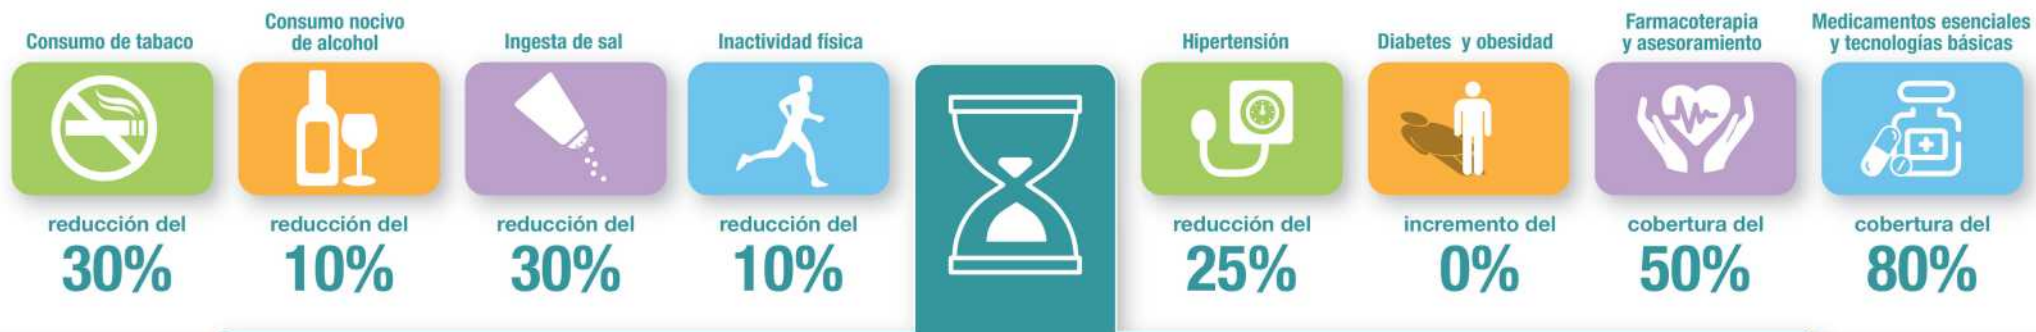 Consumo de tabaco
reducción del
30%
Consumo nocivo
de alcohol
reducción del
10%
Ingesta de sal
reducción del
30%
Inactividad física
reducción del
10%
Hipertensión
reducción del
25%
Diabetes y obesidad
incremento del
0%
Farmacoterapia
y asesoramiento
cobertura del
50%
Medicamentos esenciales
y tecnologías básicas
cobertura del
80%